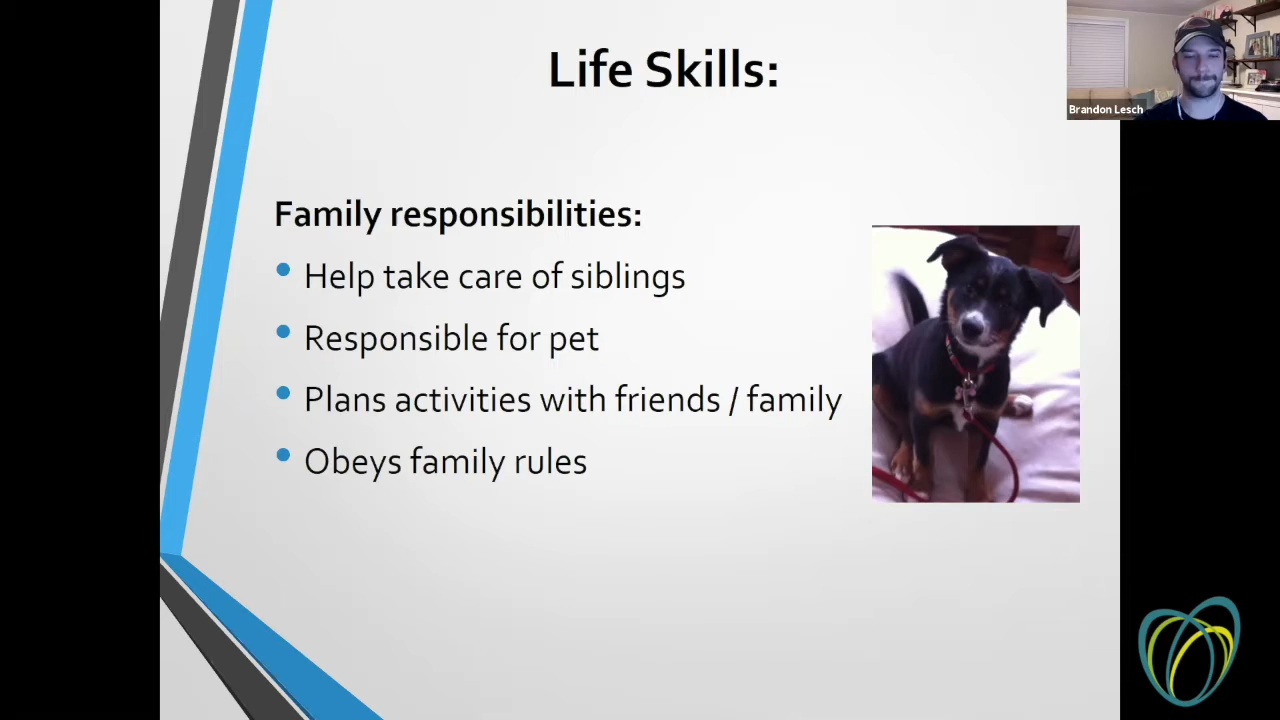 Life Skills:
Brandon Lesch
Family responsibilities:
• Help take care of siblings
• Responsible for pet
• Plans activities with friends / family
• Obeys family rules